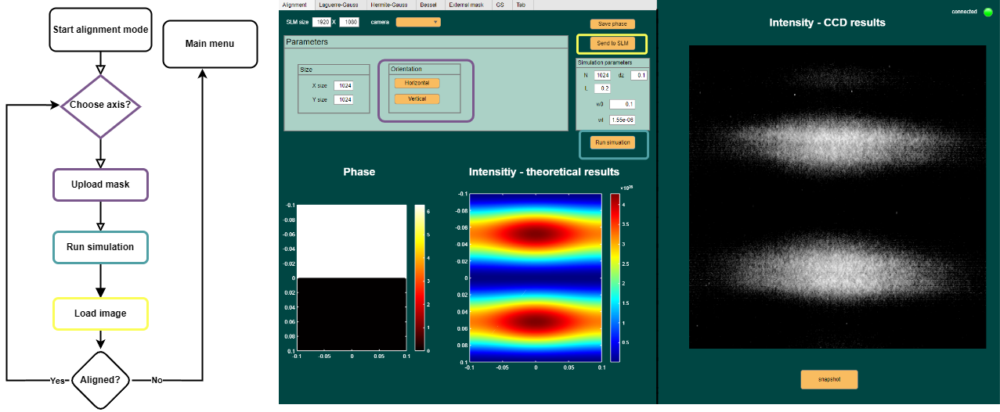 Start alignment mode
Main menu
Choose axis?
Upload mask
Run simulation
Load image
Aligned?
Yes
No
Alignment Laguerre-Gauss Hermite-Gauss Bessel External mask GS Tab
SLM size 1920 X 1080 camera
Save phase
Send to SLM
Parameters
Size
X size 1024
Y size 1024
Orientation
Horizontal
Vertical
Simulation parameters
N 1024 dz 0.1
L 0.2
w0 0.1
wl 1.55e-06
Run simuation
Phase
-0.1
-0.08
-0.06
-0.04
-0.02
0
0.02
0.04
0.06
0.08
0.1
-0.1 -0.05 0 0.05 0.1
6
5
4
3
2
1
0
Intensitiy - theoretical results
-0.1
-0.08
-0.06
-0.04
-0.02
0
0.02
0.04
0.06
0.08
0.1
-0.1 -0.05 0 0.05 0.1
4
3.5
3
2.5
2
1.5
1
0.5
connected
Intensity - CCD results
snapshot